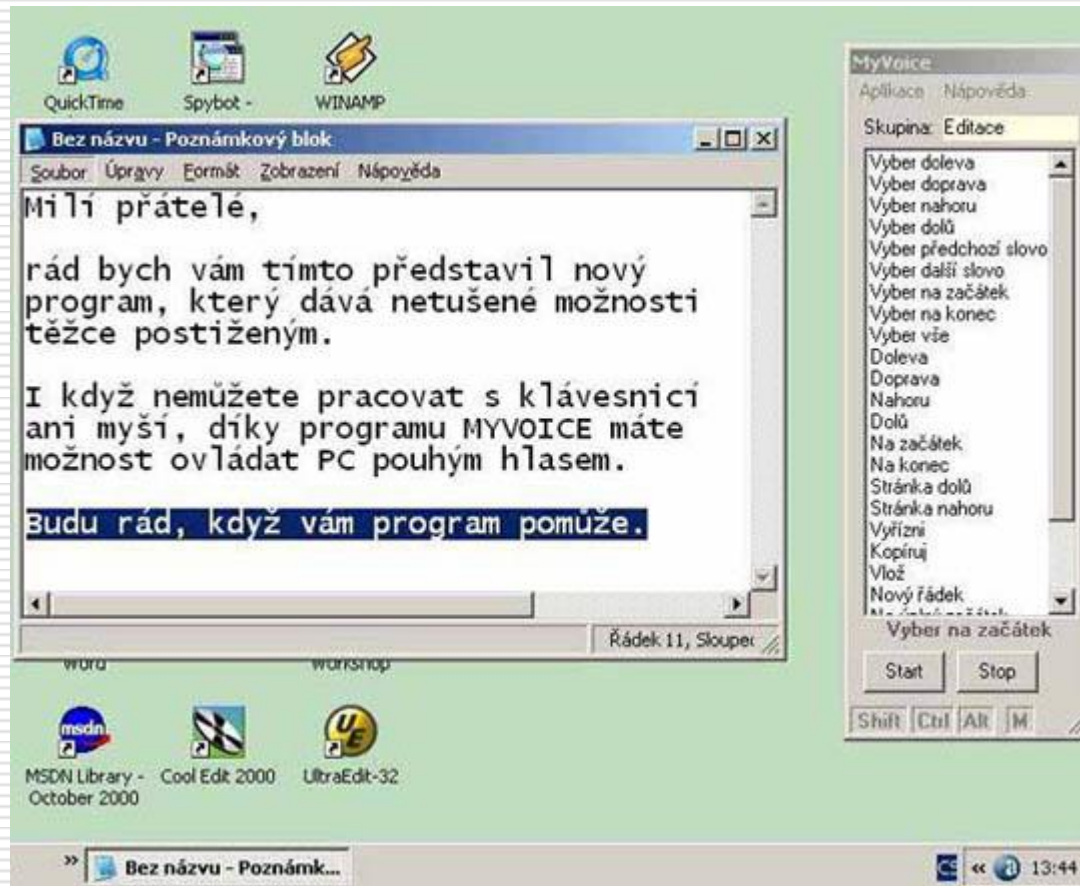 QuickTime
Spybot -
WINAMP
Bez názvu - Poznámkový blok
Soubor Úpravy Formát Zobrazení Nápověda
Milí přátelé,
rád bych vám tímto představil nový
program, který dává netušené možnosti
těžce postiženým.
I když nemůžete pracovat s klávesnicí
ani myší, díky programu MYVOICE máte
možnost ovládat PC pouhým hlasem.
Budu rád, když vám program pomůže.
Řádek 11, Sloupec
Word
Workshop
msdn
MSDN Library -
October 2000
Cool Edit 2000
UE
UltraEdit-32
MyVoice
Aplikace Nápověda
Skupina: Editace
Vyber doleva
Vyber doprava
Vyber nahoru
Vyber dolů
Vyber předchozí slovo
Vyber další slovo
Vyber na začátek
Vyber na konec
Vyber vše
Doleva
Doprava
Nahoru
Dolů
Na začátek
Na konec
Stránka dolů
Stránka nahoru
Vyřízni
Kopíruj
Vlož
Nový řádek
Vyber na začátek
Start Stop
Shift Ctrl Alt M
» Bez názvu - Poznámk...
CS « 13:44